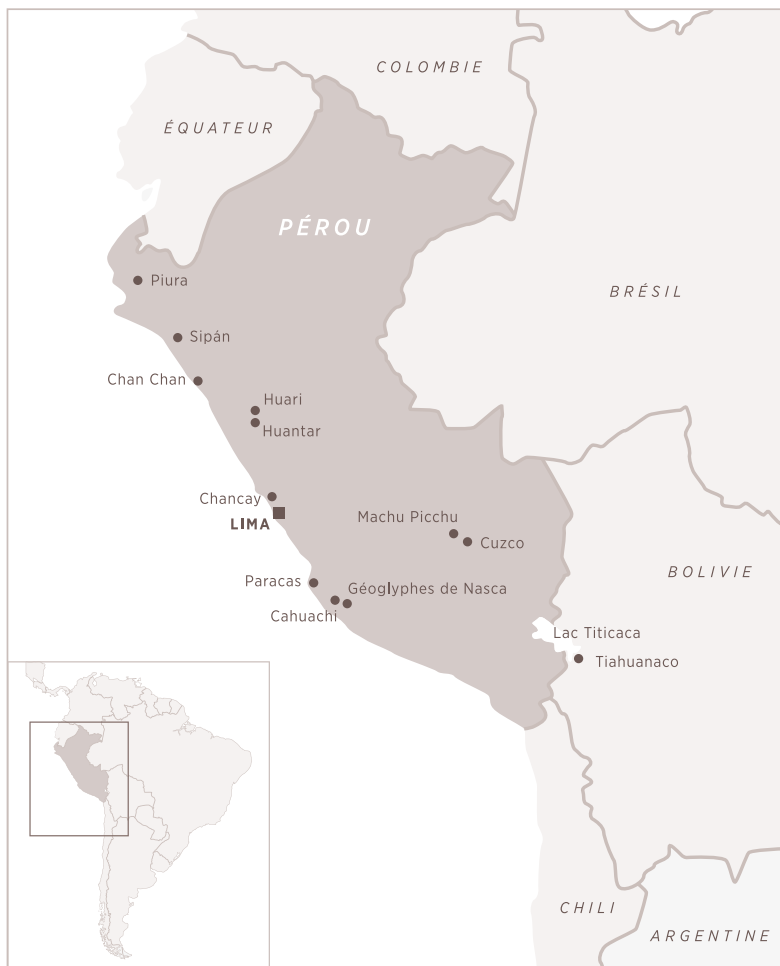 COLOMBIE
ÉQUATEUR
PÉROU
Piura
BRÉSIL
Sipán
Chan Chan
Huari
Huantar
Chancay
LIMA
Machu Picchu
Cuzco
Paracas
Géoglyphes de Nasca
Cahuachi
BOLIVIE
Lac Titicaca
Tiahuanaco
CHILI
ARGENTINE